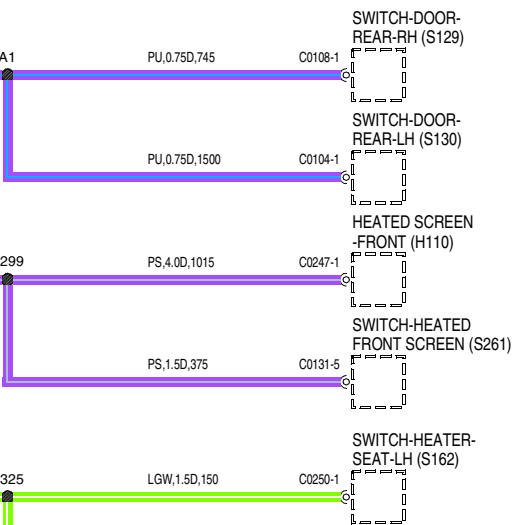 SWITCH-DOOR-
REAR-RH (S129)
A1
PU,0.75D,745
C0108-1
SWITCH-DOOR-
REAR-LH (S130)
PU,0.75D,1500
C0104-1
HEATED SCREEN
-FRONT (H110)
299
PS,4.0D,1015
C0247-1
SWITCH-HEATED
FRONT SCREEN (S261)
PS,1.5D,375
C0131-5
SWITCH-HEATER-
SEAT-LH (S162)
325
LGW,1.5D,150
C0250-1